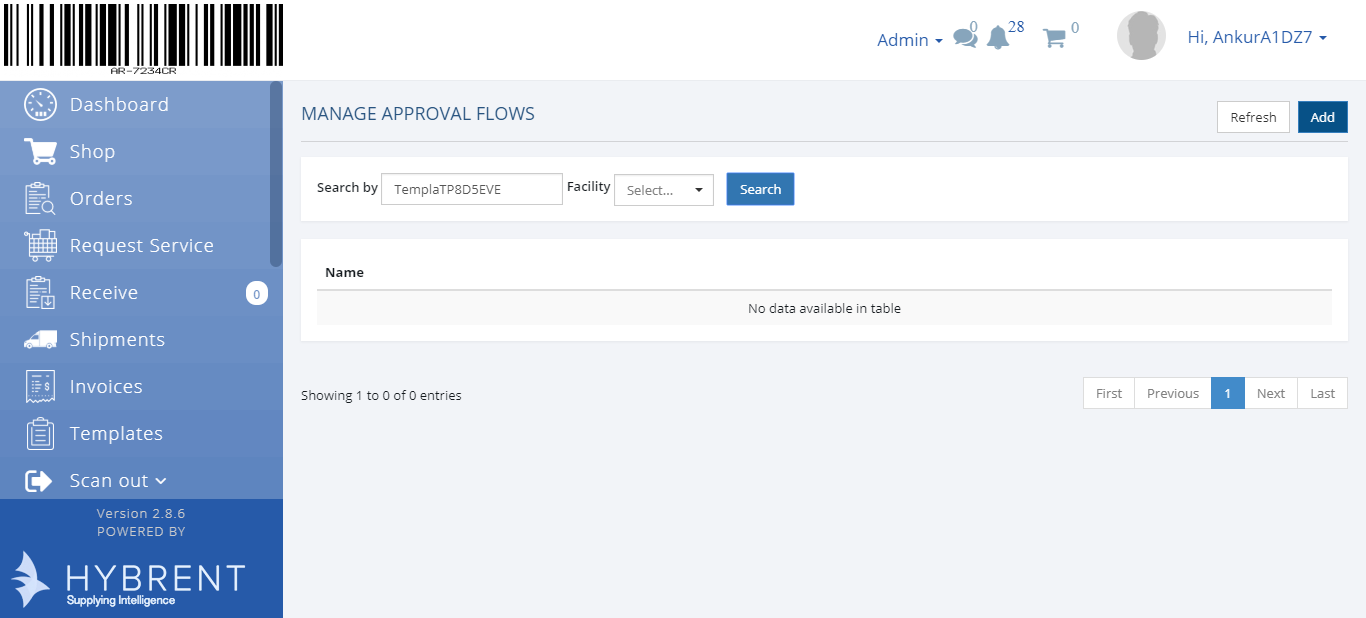 AR-7234CR
Admin
0
28
0
Hi, AnkurA1DZ7
Dashboard
Shop
Orders
Request Service
Receive 0
Shipments
Invoices
Templates
Scan out
Version 2.8.6
POWERED BY
HYBRENT
Supplying Intelligence
MANAGE APPROVAL FLOWS
Refresh Add
Search by TemplaTP8D5EVE Facility Select... Search
Name
No data available in table
Showing 1 to 0 of 0 entries
First Previous 1 Next Last